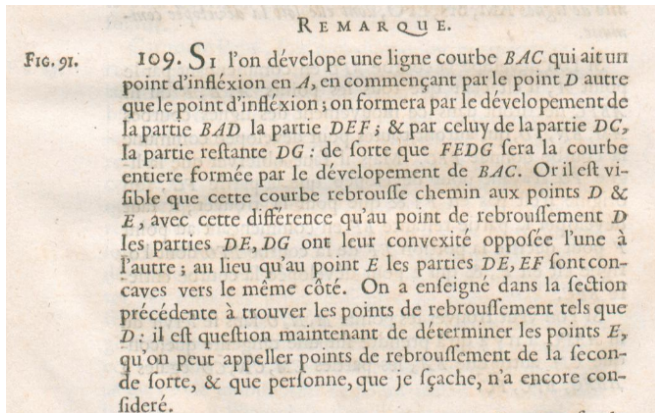 REMARQUE.
FIG. 91.
109. SI l'on dévelope une ligne courbe BAC qui ait un
point d'infléxion en A, en commençant par le point D autre
que le point d'infléxion; on formera par le dévelopement de
la partie BAD la partie DEF; & par celuy de la partie DC,
la partie reſtante DG: de ſorte que FEDG ſera la courbe
entiere formée par le dévelopement de BAC. Or il eſt vi-
ſible que cette courbe rebrouſſe chemin aux points D &
E, avec cette différence qu'au point de rebrouſſement D
les parties DE, DG ont leur convexité oppoſée l'une à
l'autre; au lieu qu'au point E les parties DE, EF ſont con-
caves vers le même côté. On a enſeigné dans la ſection
précédente à trouver les points de rebrouſſement tels que
D: il eſt queſtion maintenant de déterminer les points E,
qu'on peut appeller points de rebrouſſement de la ſecon-
de ſorte, & que perſonne, que je ſçache, n'a encore con-
ſideré.